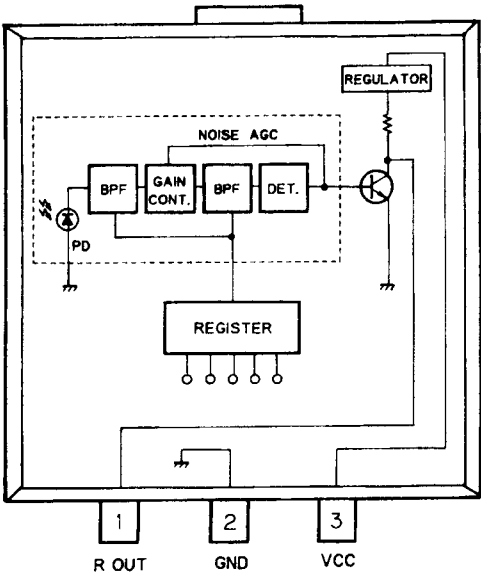 REGULATOR
NOISE AGC
BPF
GAIN
CONT.
BPF
DET.
PD
REGISTER
1
2
3
R OUT
GND
VCC